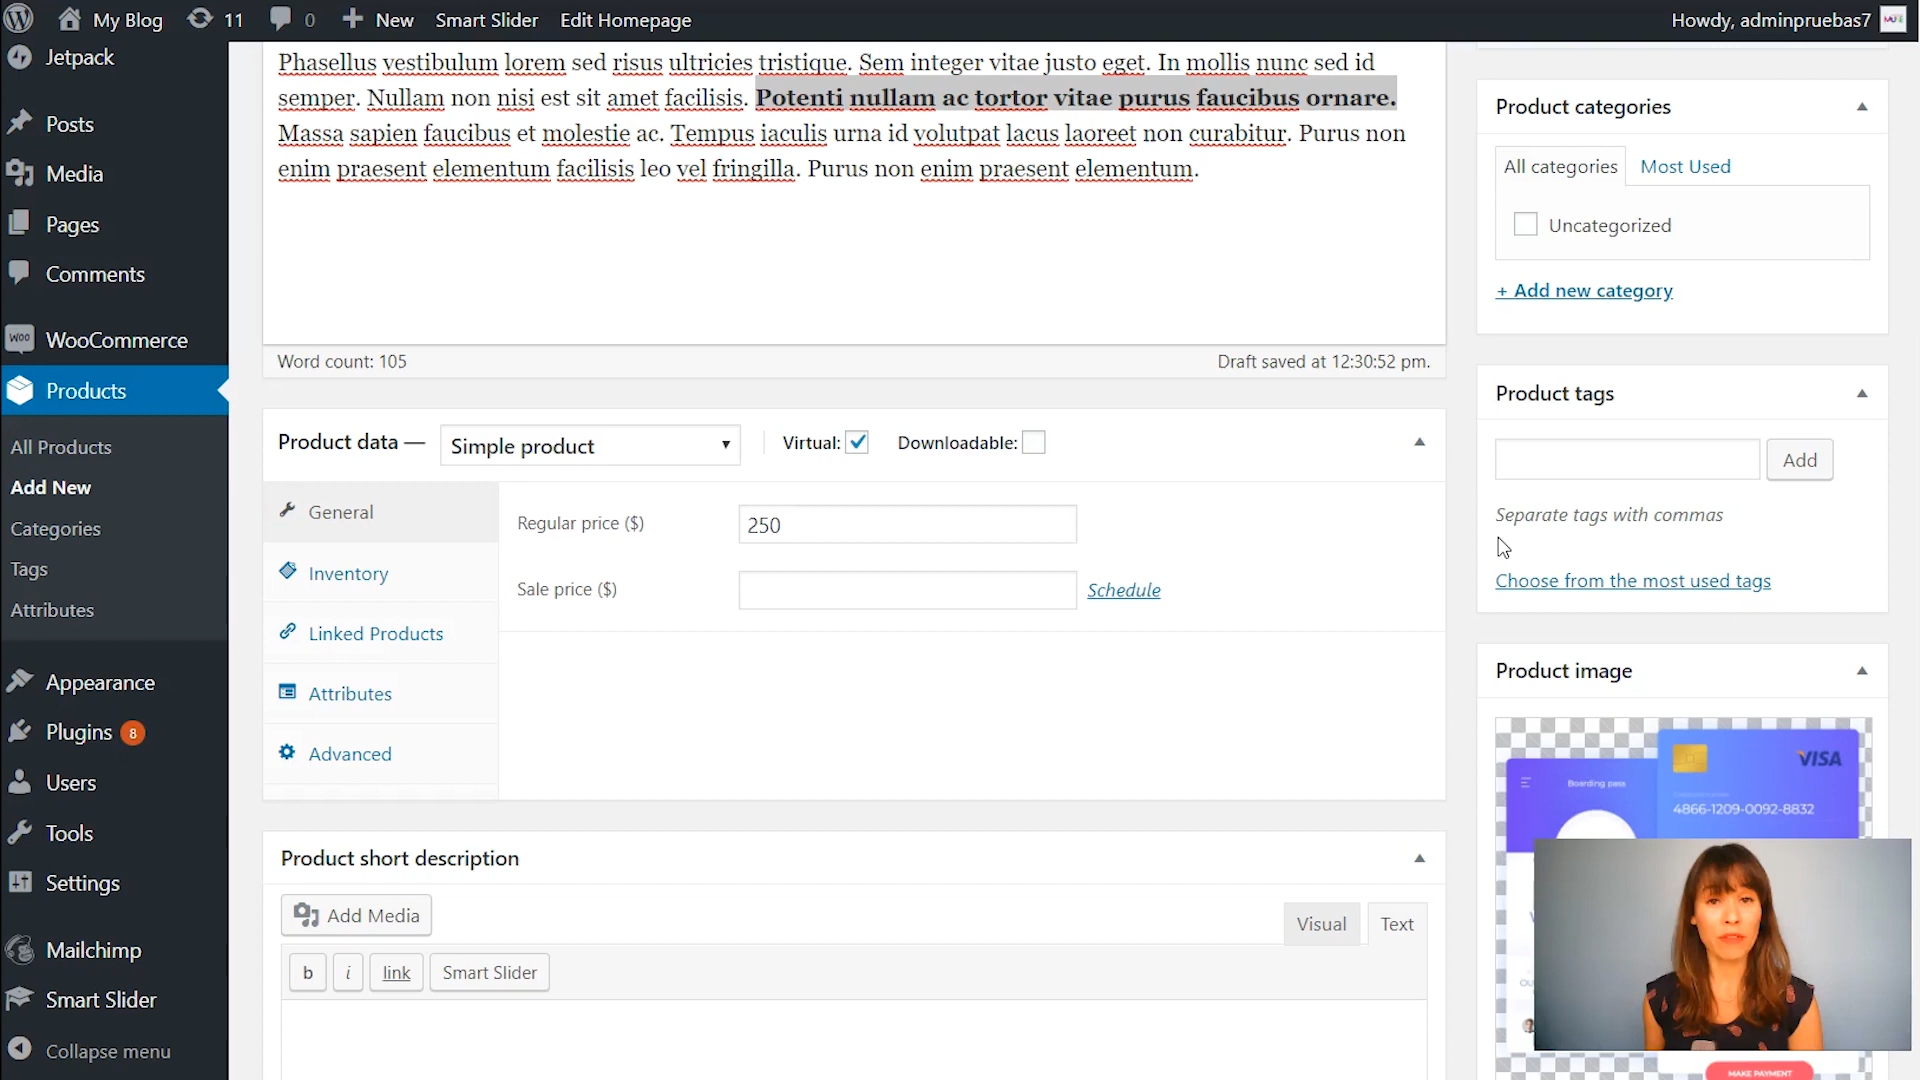 My Blog 11 0 New Smart Slider Edit Homepage Howdy, adminpruebas7
Jetpack
Posts
Media
Pages
Comments
WOO WooCommerce
Products
All Products
Add New
Categories
Tags
Attributes
Appearance
Plugins 8
Users
Tools
Settings
Mailchimp
Smart Slider
Collapse menu
Phasellus vestibulum lorem sed risus ultricies tristique. Sem integer vitae justo eget. In mollis nunc sed id
semper. Nullam non nisi est sit amet facilisis. Potenti nullam ac tortor vitae purus faucibus ornare.
Massa sapien faucibus et molestie ac. Tempus iaculis urna id volutpat lacus laoreet non curabitur. Purus non
enim praesent elementum facilisis leo vel fringilla. Purus non enim praesent elementum.
Word count: 105 Draft saved at 12:30:52 pm.
Product data — Simple product Virtual: Downloadable:
General
Inventory
Linked Products
Attributes
Advanced
Regular price ($) 250
Sale price ($) Schedule
Product short description
Add Media
Visual Text
b i link Smart Slider
Product categories
All categories Most Used
Uncategorized
+ Add new category
Product tags
Add
Separate tags with commas
Choose from the most used tags
Product image
VISA
Boarding pass
4866-1209-0092-8832
MAKE PAYMENT